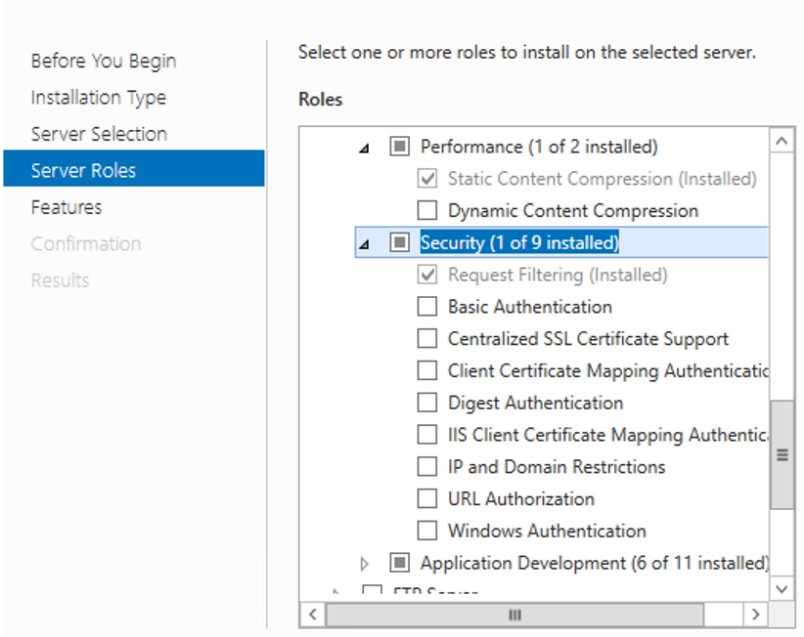 Before You Begin
Installation Type
Server Selection
Server Roles
Features
Confirmation
Results
Select one or more roles to install on the selected server.
Roles
Performance (1 of 2 installed)
Static Content Compression (Installed)
Dynamic Content Compression
Security (1 of 9 installed)
Request Filtering (Installed)
Basic Authentication
Centralized SSL Certificate Support
Client Certificate Mapping Authenticatic
Digest Authentication
IIS Client Certificate Mapping Authentic
IP and Domain Restrictions
URL Authorization
Windows Authentication
Application Development (6 of 11 installed)
FTP Server